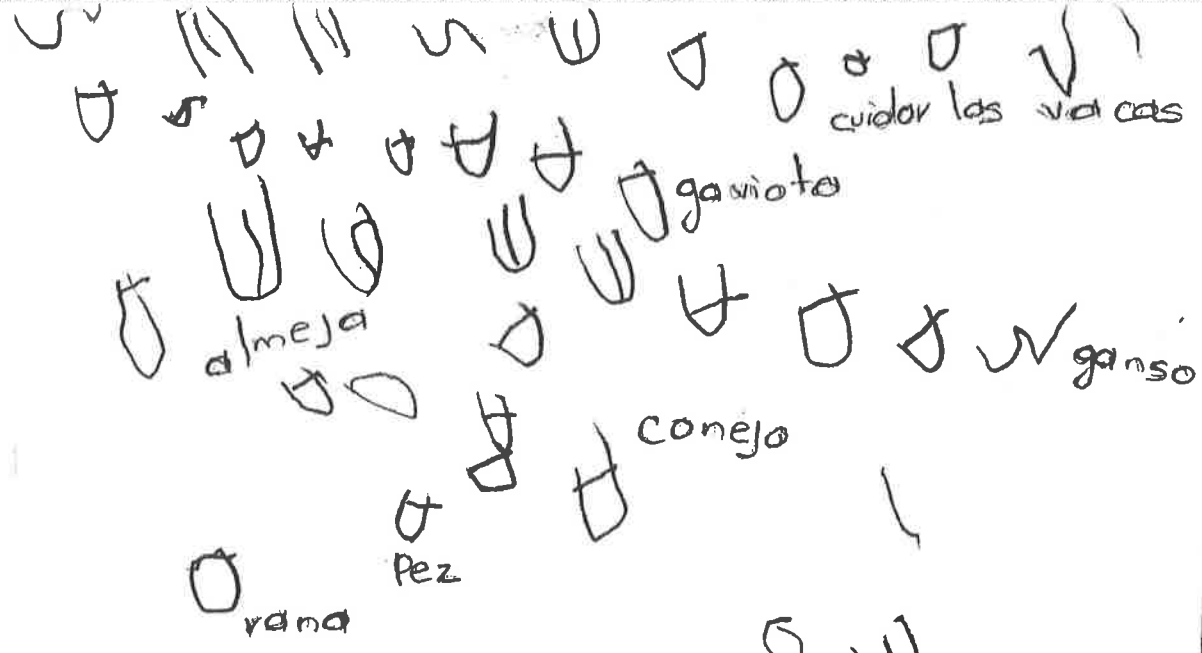 cuidar las vacas
gaviota
almeja
ganso
conejo
Pez
rana